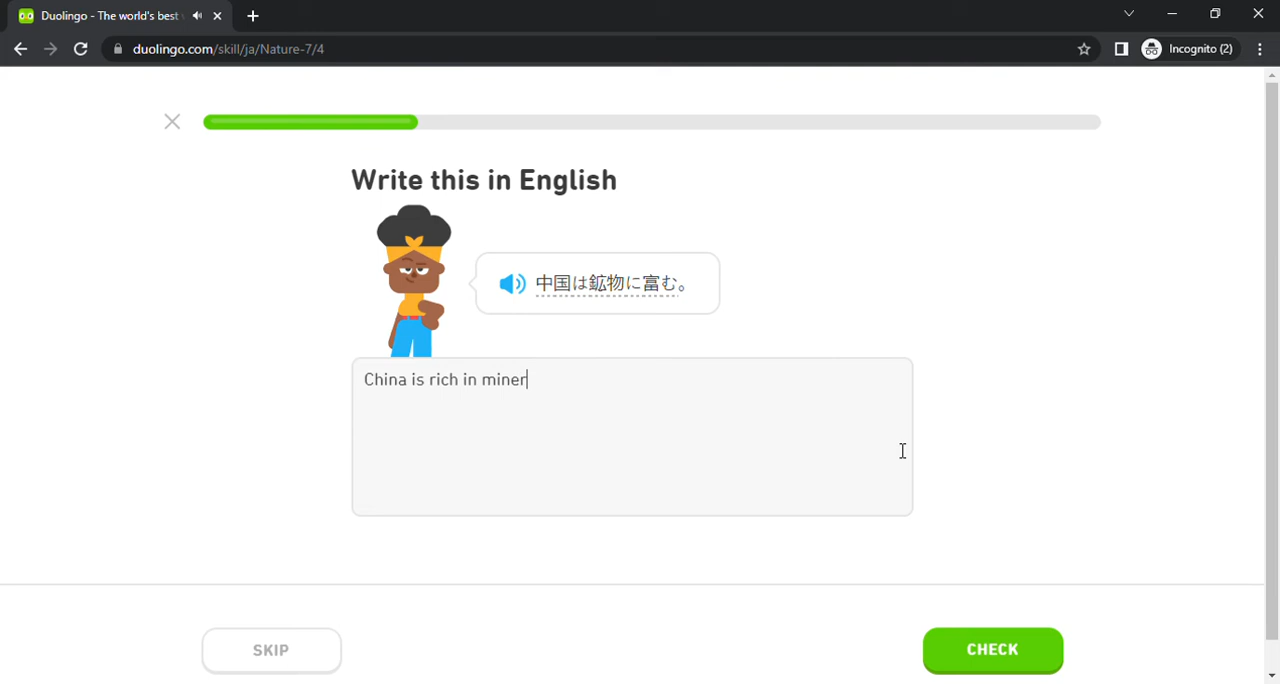 Duolingo - The world's best
duolingo.com/skill/ja/Nature-7/4
Incognito (2)
Write this in English
中国は鉱物に富む。
China is rich in miner
SKIP
CHECK